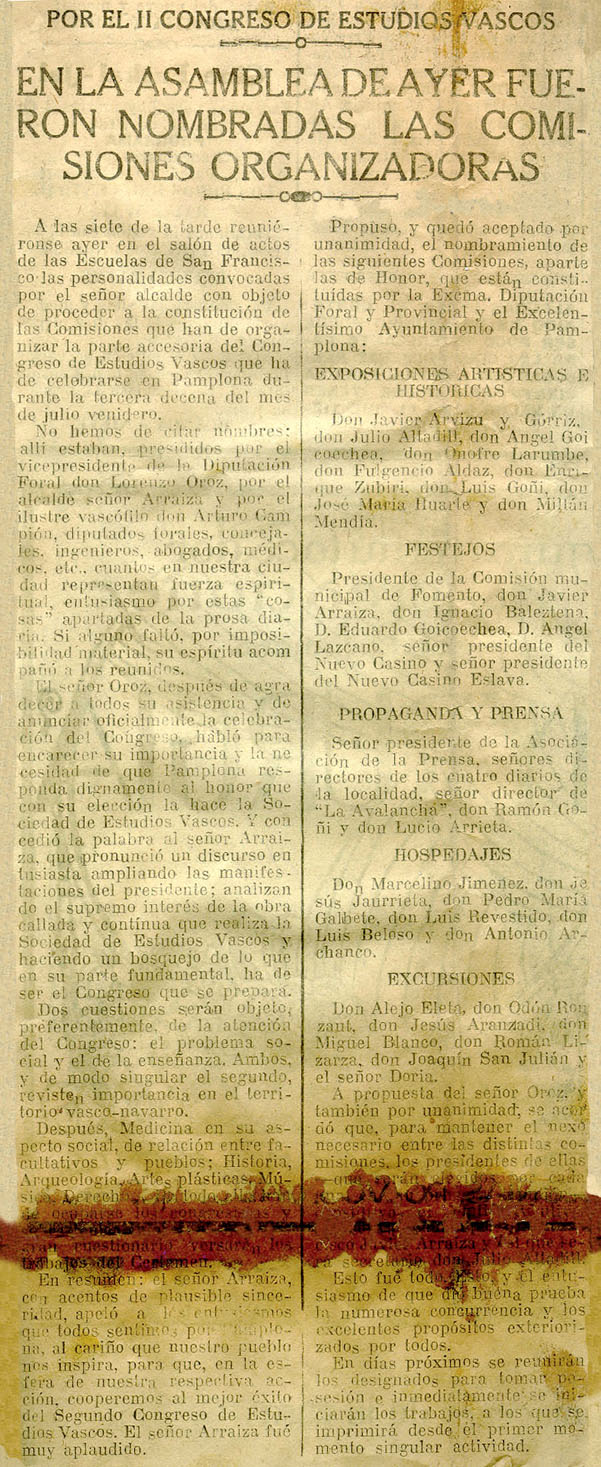 POR EL II CONGRESO DE ESTUDIOS VASCOS
EN LA ASAMBLEA DE AYER FUE-
RON NOMBRADAS LAS COMI-
SIONES ORGANIZADORAS
A las siete de la tarde reunié-
ronse ayer en el salón de actos
de las Escuelas de San Francis-
co las personalidades convocadas
por el señor alcalde con objeto
de proceder a la constitución de
las Comisiones que han de orga-
nizar la parte accesoria del Con-
greso de Estudios Vascos que ha
de celebrarse en Pamplona du-
rante la tercera decena del mes
de julio venidero.
No hemos de citar nombres:
allí estaban, presididos por el
vicepresidente de la Diputación
Foral don Lorenzo Oroz, por el
alcalde señor Arraiza y por el
ilustre vascófilo don Arturo Cam
pión, diputados forales, conceja-
les, ingenieros, abogados, médi-
cos, etc., cuantos en nuestra ciu-
dad representan fuerza espiri-
tual, entusiasmo por estas "co-
sas" apartadas de la prosa dia-
ria. Si alguno faltó, por imposi-
bilidad material, su espíritu acom
pañó a los reunidos.
El señor Oroz, después de agra
decer a todos su asistencia y de
anunciar oficialmente la celebra-
ción del Congreso, habló para
encarecer su importancia y la ne
cesidad de que Pamplona res-
ponda dignamente al honor que
con su elección la hace la So-
ciedad de Estudios Vascos. Y con
cedió la palabra al señor Arrai-
za, que pronunció un discurso en
tusiasta ampliando las manifes-
taciones del presidente; analizan
do el supremo interés de la obra
callada y contínua que realiza la
Sociedad de Estudios Vascos y
haciendo un bosquejo de lo que
en su parte fundamental, ha de
ser el Congreso que se prepara.
Dos cuestiones serán objeto,
preferentemente, de la atención
del Congreso: el problema so-
cial y el de la enseñanza. Ambos,
y de modo singular el segundo,
revisten importancia en el terri-
torio vasco-navarro.
Después, Medicina en su as-
pecto social, de relación entre fa-
cultativos y pueblos; Historia,
Arqueología, Artes plásticas, Mú-
sica, Derecho, todo
de los congresistas y
cuestionario versarán los
trabajos del Certamen.
En resumen: el señor Arraiza,
con acentos de plausible since-
ridad, apeló a los entusiasmos
que todos sentimos por Pamplo-
na, al cariño que nuestro pueblo
nos inspira, para que, en la es-
fera de nuestra respectiva ac-
ción, cooperemos al mejor éxito
del Segundo Congreso de Estu-
dios Vascos. El señor Arraiza fué
muy aplaudido.
Propuso, y quedó aceptado por
unanimidad, el nombramiento de
las siguientes Comisiones, aparte
las de Honor, que están consti-
tuídas por la Excma. Diputación
Foral y Provincial y el Excelen-
tísimo Ayuntamiento de Pam-
plona:
EXPOSICIONES ARTISTICAS E
HISTORICAS
Don Javier Arvizu y Górriz,
don Julio Altadill, don Angel Goi
coechea, don Onofre Larumbe,
don Fulgencio Aldaz, don Enri-
que Zubiri, don Luis Goñi, don
José María Huarte y don Millán
Mendía.
FESTEJOS
Presidente de la Comisión mu-
nicipal de Fomento, don Javier
Arraiza, don Ignacio Baleztena,
D. Eduardo Goicoechea, D. Angel
Lazcano, señor presidente del
Nuevo Casino y señor presidente
del Nuevo Casino Eslava.
PROPAGANDA Y PRENSA
Señor presidente de la Asocia-
ción de la Prensa, señores di-
rectores de los cuatro diarios de
la localidad, señor director de
"La Avalancha", don Ramón Go-
ñi y don Lucio Arrieta.
HOSPEDAJES
Don Marcelino Jimenez, don Je
sús Jaurrieta, don Pedro María
Galbete, don Luis Revestido, don
Luis Beloso y don Antonio Ar-
chanco.
EXCURSIONES
Don Alejo Eleta, don Odón Ron
zant, don Jesús Aranzadi, don
Miguel Blanco, don Román Li-
zarza, don Joaquín San Julián y
el señor Doria.
A propuesta del señor Oroz, y
también por unanimidad, se acor
dó que, para mantener el nexo
necesario entre las distintas co-
misiones, los presidentes de ellas
que por cada
Arraiza y
secretario don Julio Altadill.
Esto fué todo y el entu-
siasmo de que dió buena prueba
la numerosa concurrencia y los
excelentes propósitos exteriori-
zados por todos.
En días próximos se reunirán
los designados para tomar po-
sesión e inmediatamente se ini-
ciarán los trabajos, a los que se
imprimirá desde el primer mo-
mento singular actividad.